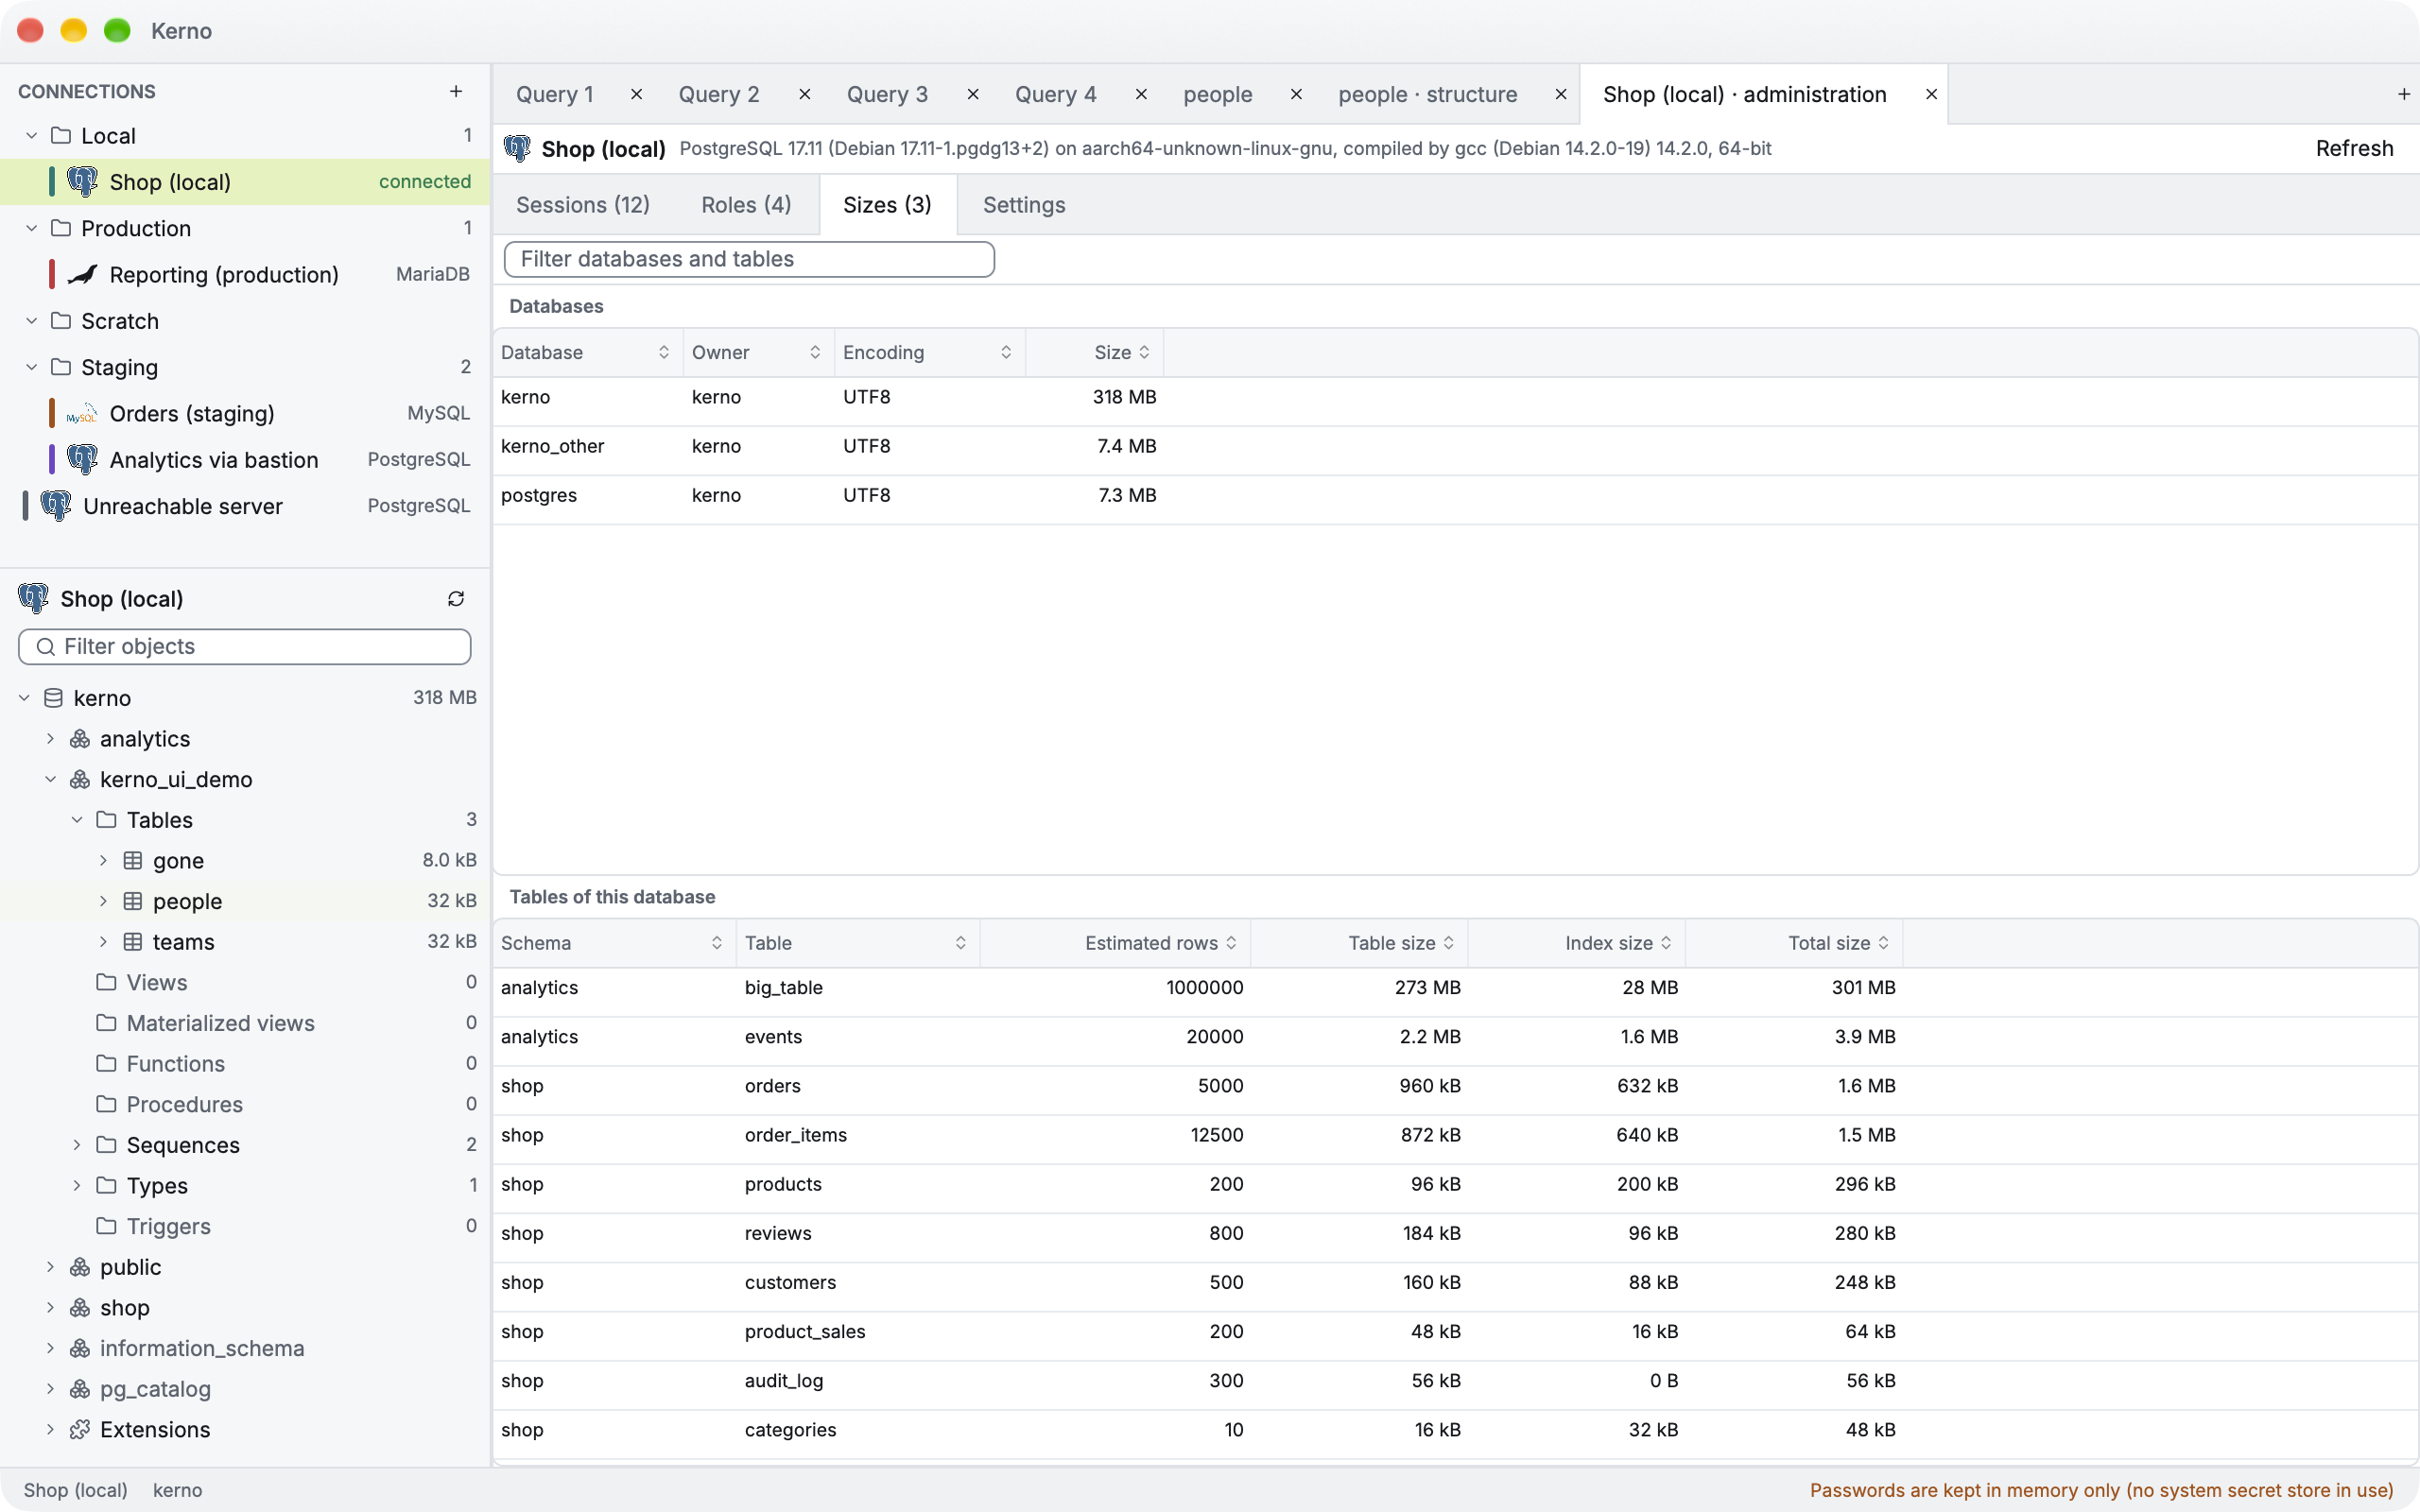 Kerno
CONNECTIONS
Local 1
Shop (local) connected
Production 1
Reporting (production) MariaDB
Scratch
Staging 2
MySQL Orders (staging) MySQL
Analytics via bastion PostgreSQL
Unreachable server PostgreSQL
Shop (local)
Filter objects
kerno 318 MB
analytics
kerno_ui_demo
Tables 3
gone 8.0 kB
people 32 kB
teams 32 kB
Views 0
Materialized views 0
Functions 0
Procedures 0
Sequences 2
Types 1
Triggers 0
public
shop
information_schema
pg_catalog
Extensions
Query 1 Query 2 Query 3 Query 4 people people · structure Shop (local) · administration
Shop (local) PostgreSQL 17.11 (Debian 17.11-1.pgdg13+2) on aarch64-unknown-linux-gnu, compiled by gcc (Debian 14.2.0-19) 14.2.0, 64-bit Refresh
Sessions (12) Roles (4) Sizes (3) Settings
Filter databases and tables
Databases
Database Owner Encoding Size
kerno kerno UTF8 318 MB
kerno_other kerno UTF8 7.4 MB
postgres kerno UTF8 7.3 MB
Tables of this database
Schema Table Estimated rows Table size Index size Total size
analytics big_table 1000000 273 MB 28 MB 301 MB
analytics events 20000 2.2 MB 1.6 MB 3.9 MB
shop orders 5000 960 kB 632 kB 1.6 MB
shop order_items 12500 872 kB 640 kB 1.5 MB
shop products 200 96 kB 200 kB 296 kB
shop reviews 800 184 kB 96 kB 280 kB
shop customers 500 160 kB 88 kB 248 kB
shop product_sales 200 48 kB 16 kB 64 kB
shop audit_log 300 56 kB 0 B 56 kB
shop categories 10 16 kB 32 kB 48 kB
Shop (local) kerno Passwords are kept in memory only (no system secret store in use)